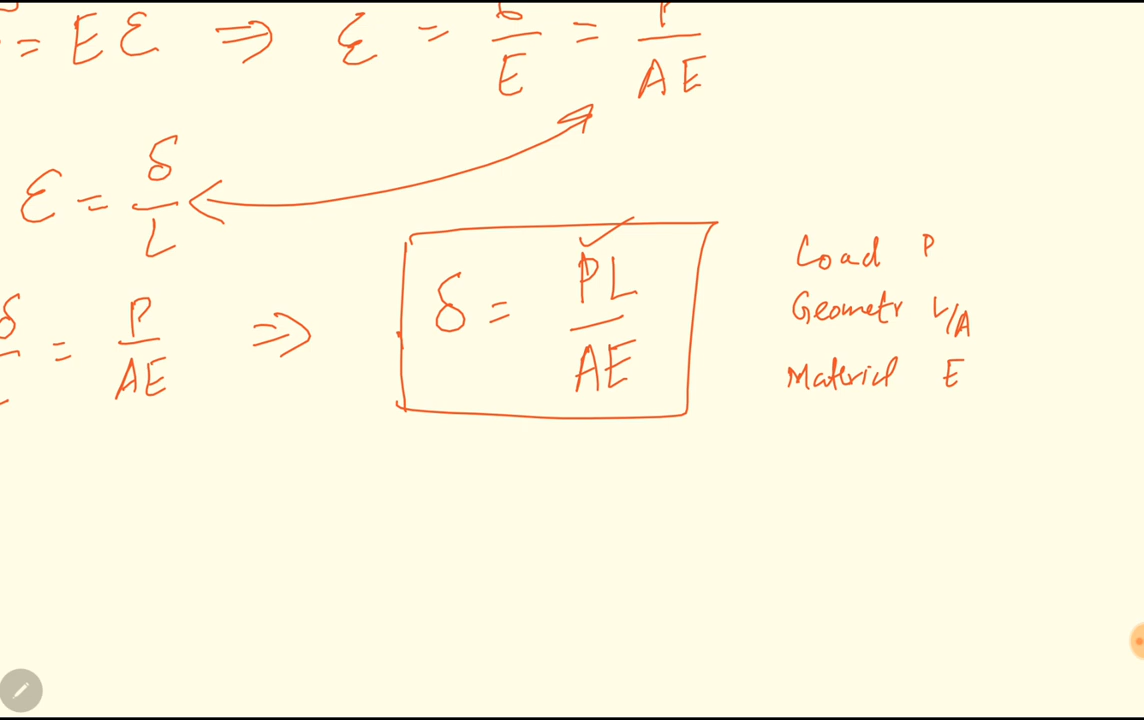 = Eε ⇒ ε = σ/E = P/AE
ε = δ/L
δ = PL/AE
Load P
Geometr L/A
Material E
= P/AE ⇒